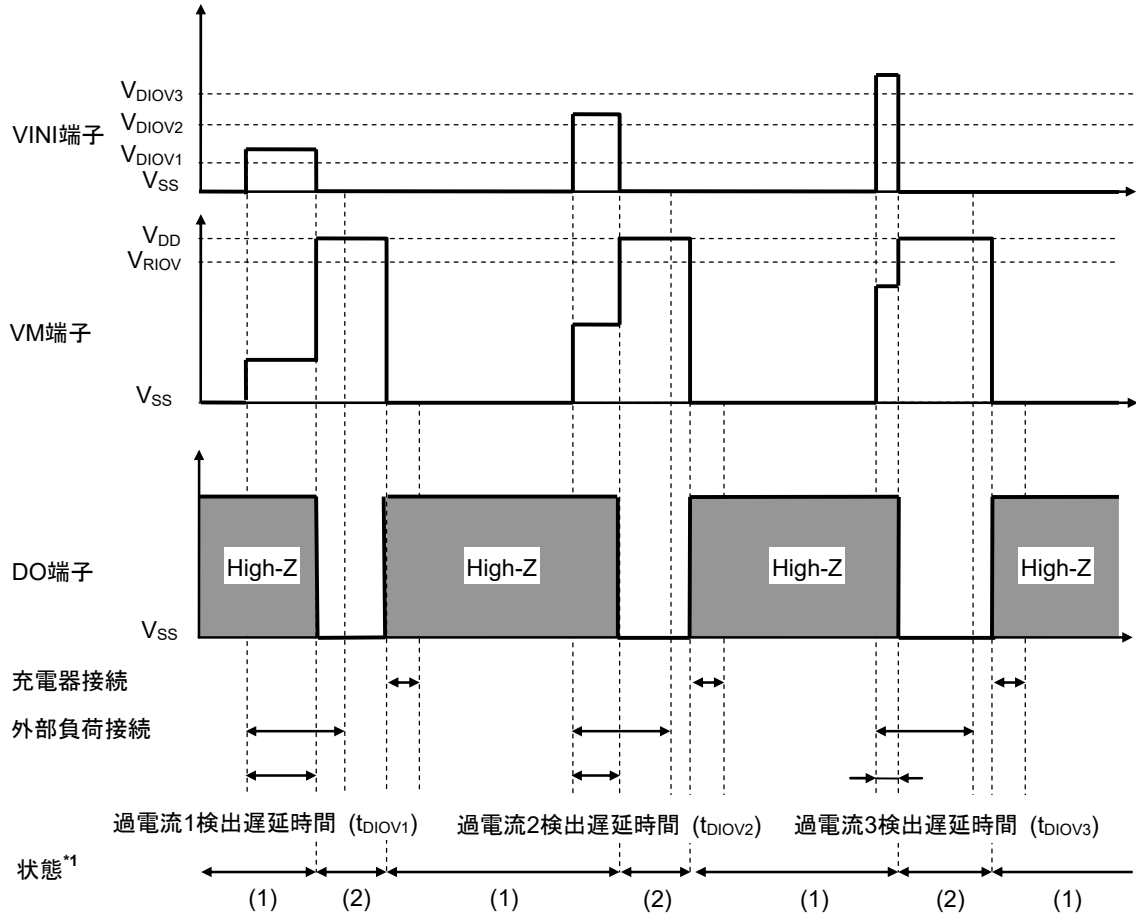 VDIOV3
VDIOV2
VINI端子
VDIOV1
VSS
VDD
VRIOV
VM端子
VSS
High-Z High-Z High-Z High-Z
DO端子
VSS
充電器接続
外部負荷接続
過電流1検出遅延時間 (tDIOV1) 過電流2検出遅延時間 (tDIOV2) 過電流3検出遅延時間 (tDIOV3)
状態*1
(1) (2) (1) (2) (1) (2) (1)